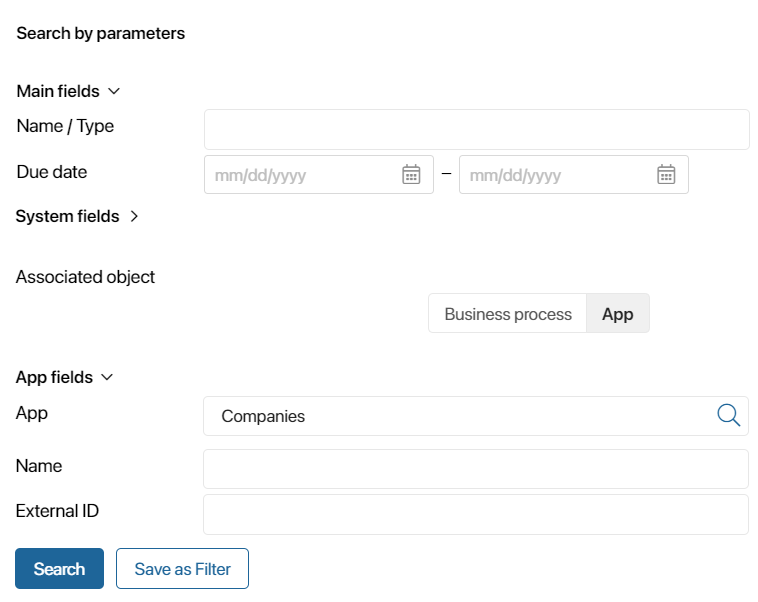 Search by parameters
Main fields
Name / Type
Due date mm/dd/yyyy – mm/dd/yyyy
System fields
Associated object
Business process App
App fields
App Companies
Name
External ID
Search Save as Filter